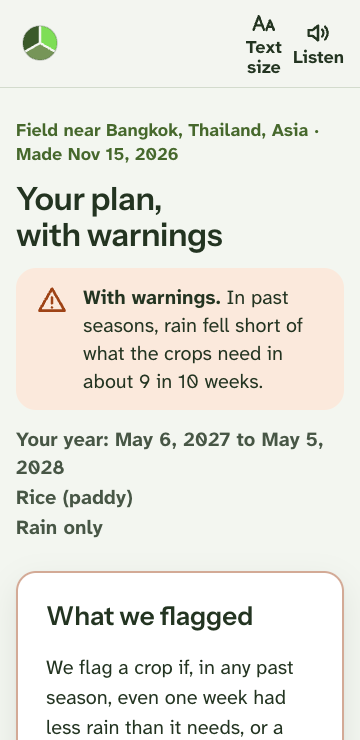 Text size
Listen
Field near Bangkok, Thailand, Asia ·
Made Nov 15, 2026
Your plan,
with warnings
With warnings. In past
seasons, rain fell short of
what the crops need in
about 9 in 10 weeks.
Your year: May 6, 2027 to May 5,
2028
Rice (paddy)
Rain only
What we flagged
We flag a crop if, in any past
season, even one week had
less rain than it needs, or a